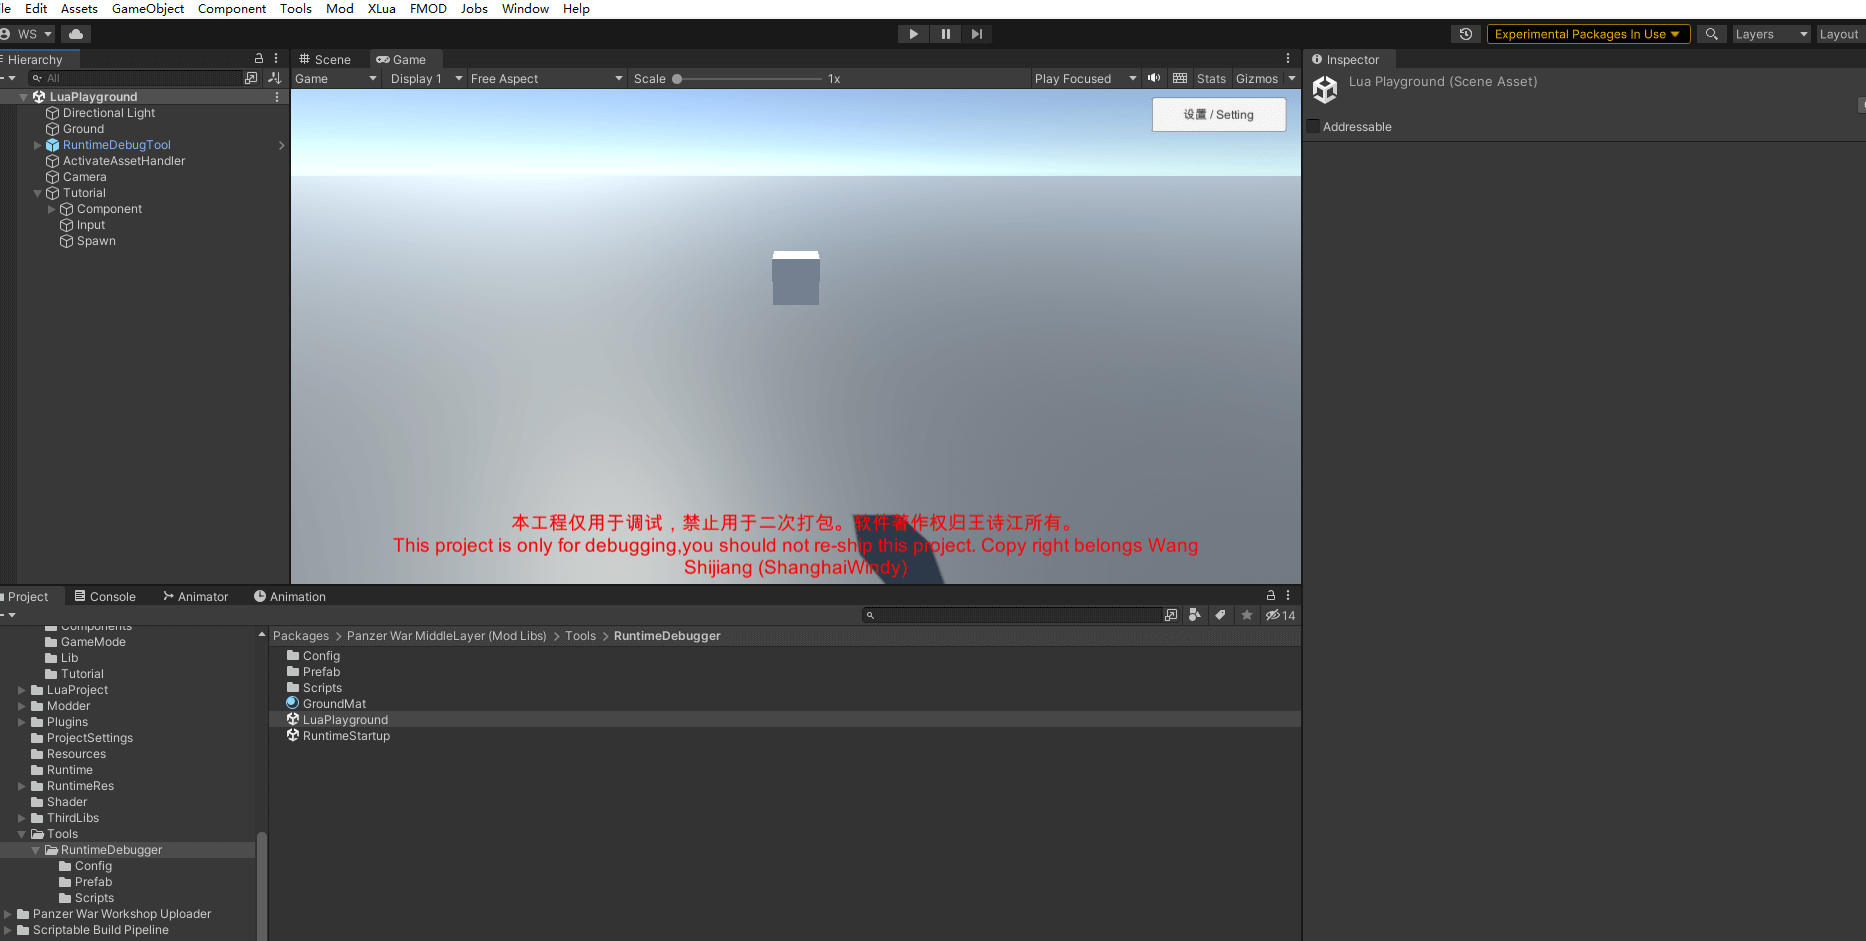 Edit Assets GameObject Component Tools Mod XLua FMOD Jobs Window Help
WS
Experimental Packages In Use
Layers
Layout
Hierarchy
Scene
Game
Inspector
All
Game
Display 1
Free Aspect
Scale
1x
Play Focused
Stats
Gizmos
LuaPlayground
Directional Light
Ground
RuntimeDebugTool
ActivateAssetHandler
Camera
Tutorial
Component
Input
Spawn
设置 / Setting
本工程仅用于调试，禁止用于二次打包。软件著作权归王诗江所有。
This project is only for debugging,you should not re-ship this project. Copy right belongs Wang
Shijiang (ShanghaiWindy)
Lua Playground (Scene Asset)
Addressable
Project
Console
Animator
Animation
14
Components
GameMode
Lib
Tutorial
LuaProject
Modder
Plugins
ProjectSettings
Resources
Runtime
RuntimeRes
Shader
ThirdLibs
Tools
RuntimeDebugger
Config
Prefab
Scripts
Panzer War Workshop Uploader
Scriptable Build Pipeline
Packages > Panzer War MiddleLayer (Mod Libs) > Tools > RuntimeDebugger
Config
Prefab
Scripts
GroundMat
LuaPlayground
RuntimeStartup